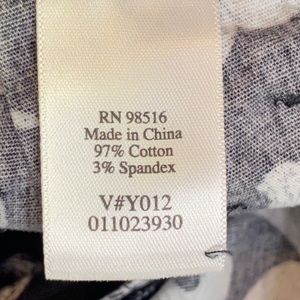 RN 98516
Made in China
97% Cotton
3% Spandex
V#Y012
011023930